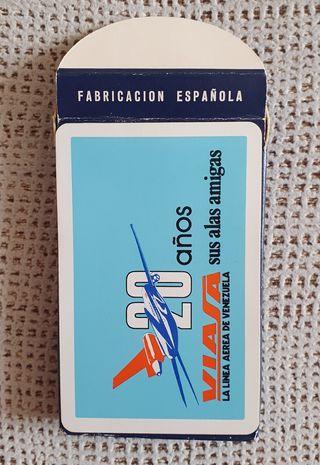 FABRICACION ESPAÑOLA
20 años
sus alas amigas
VIASA
LA LINEA AEREA DE VENEZUELA